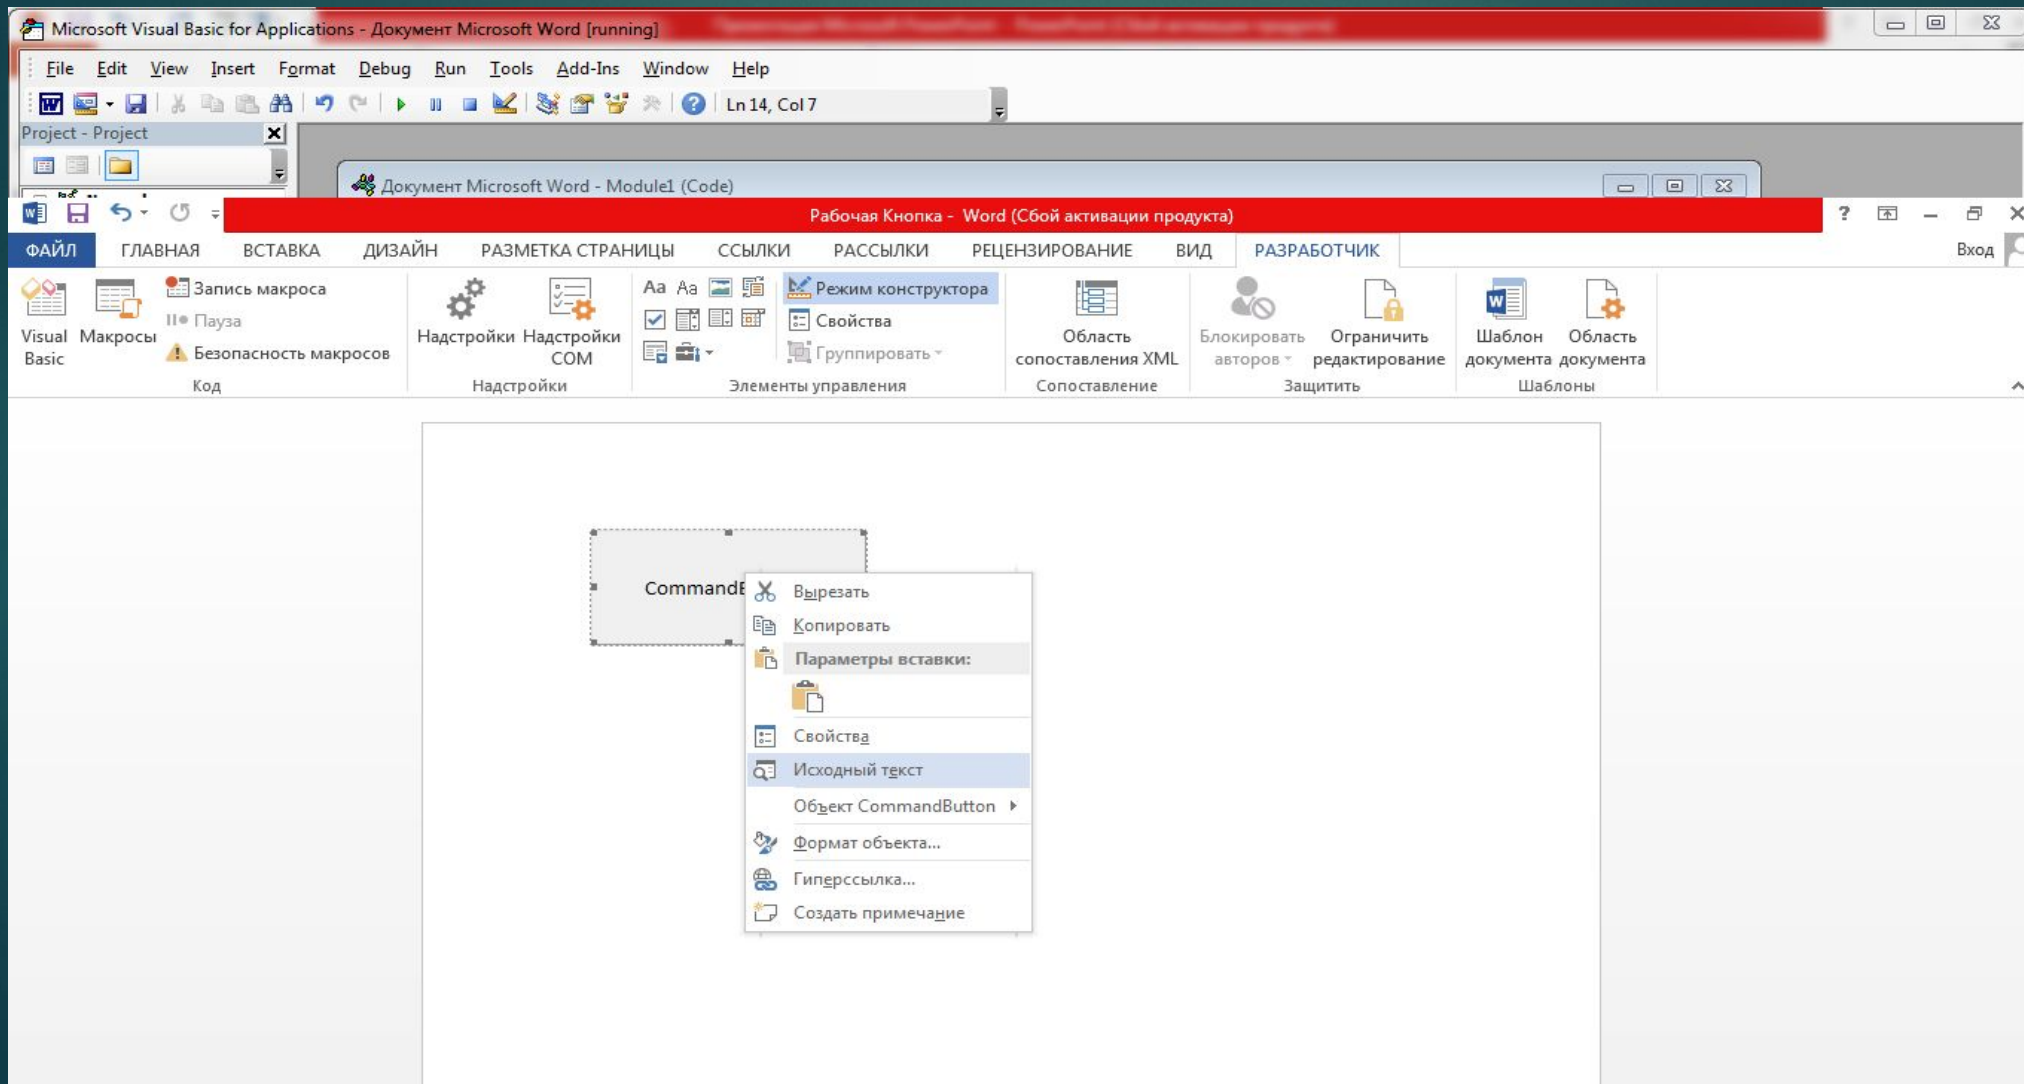 Microsoft Visual Basic for Applications - Документ Microsoft Word [running]
File Edit View Insert Format Debug Run Tools Add-Ins Window Help
Ln 14, Col 7
Project - Project
Документ Microsoft Word - Module1 (Code)
Рабочая Кнопка - Word (Сбой активации продукта)
ФАЙЛ ГЛАВНАЯ ВСТАВКА ДИЗАЙН РАЗМЕТКА СТРАНИЦЫ ССЫЛКИ РАССЫЛКИ РЕЦЕНЗИРОВАНИЕ ВИД РАЗРАБОТЧИК Вход
Visual Basic
Макросы
Запись макроса
Пауза
Безопасность макросов
Код
Надстройки
Надстройки COM
Надстройки
Aa Aa
Режим конструктора
Свойства
Группировать
Элементы управления
Область сопоставления XML
Сопоставление
Блокировать авторов
Ограничить редактирование
Защитить
Шаблон документа
Область документа
Шаблоны
Вырезать
Копировать
Параметры вставки:
Свойства
Исходный текст
Объект CommandButton
Формат объекта...
Гиперссылка...
Создать примечание